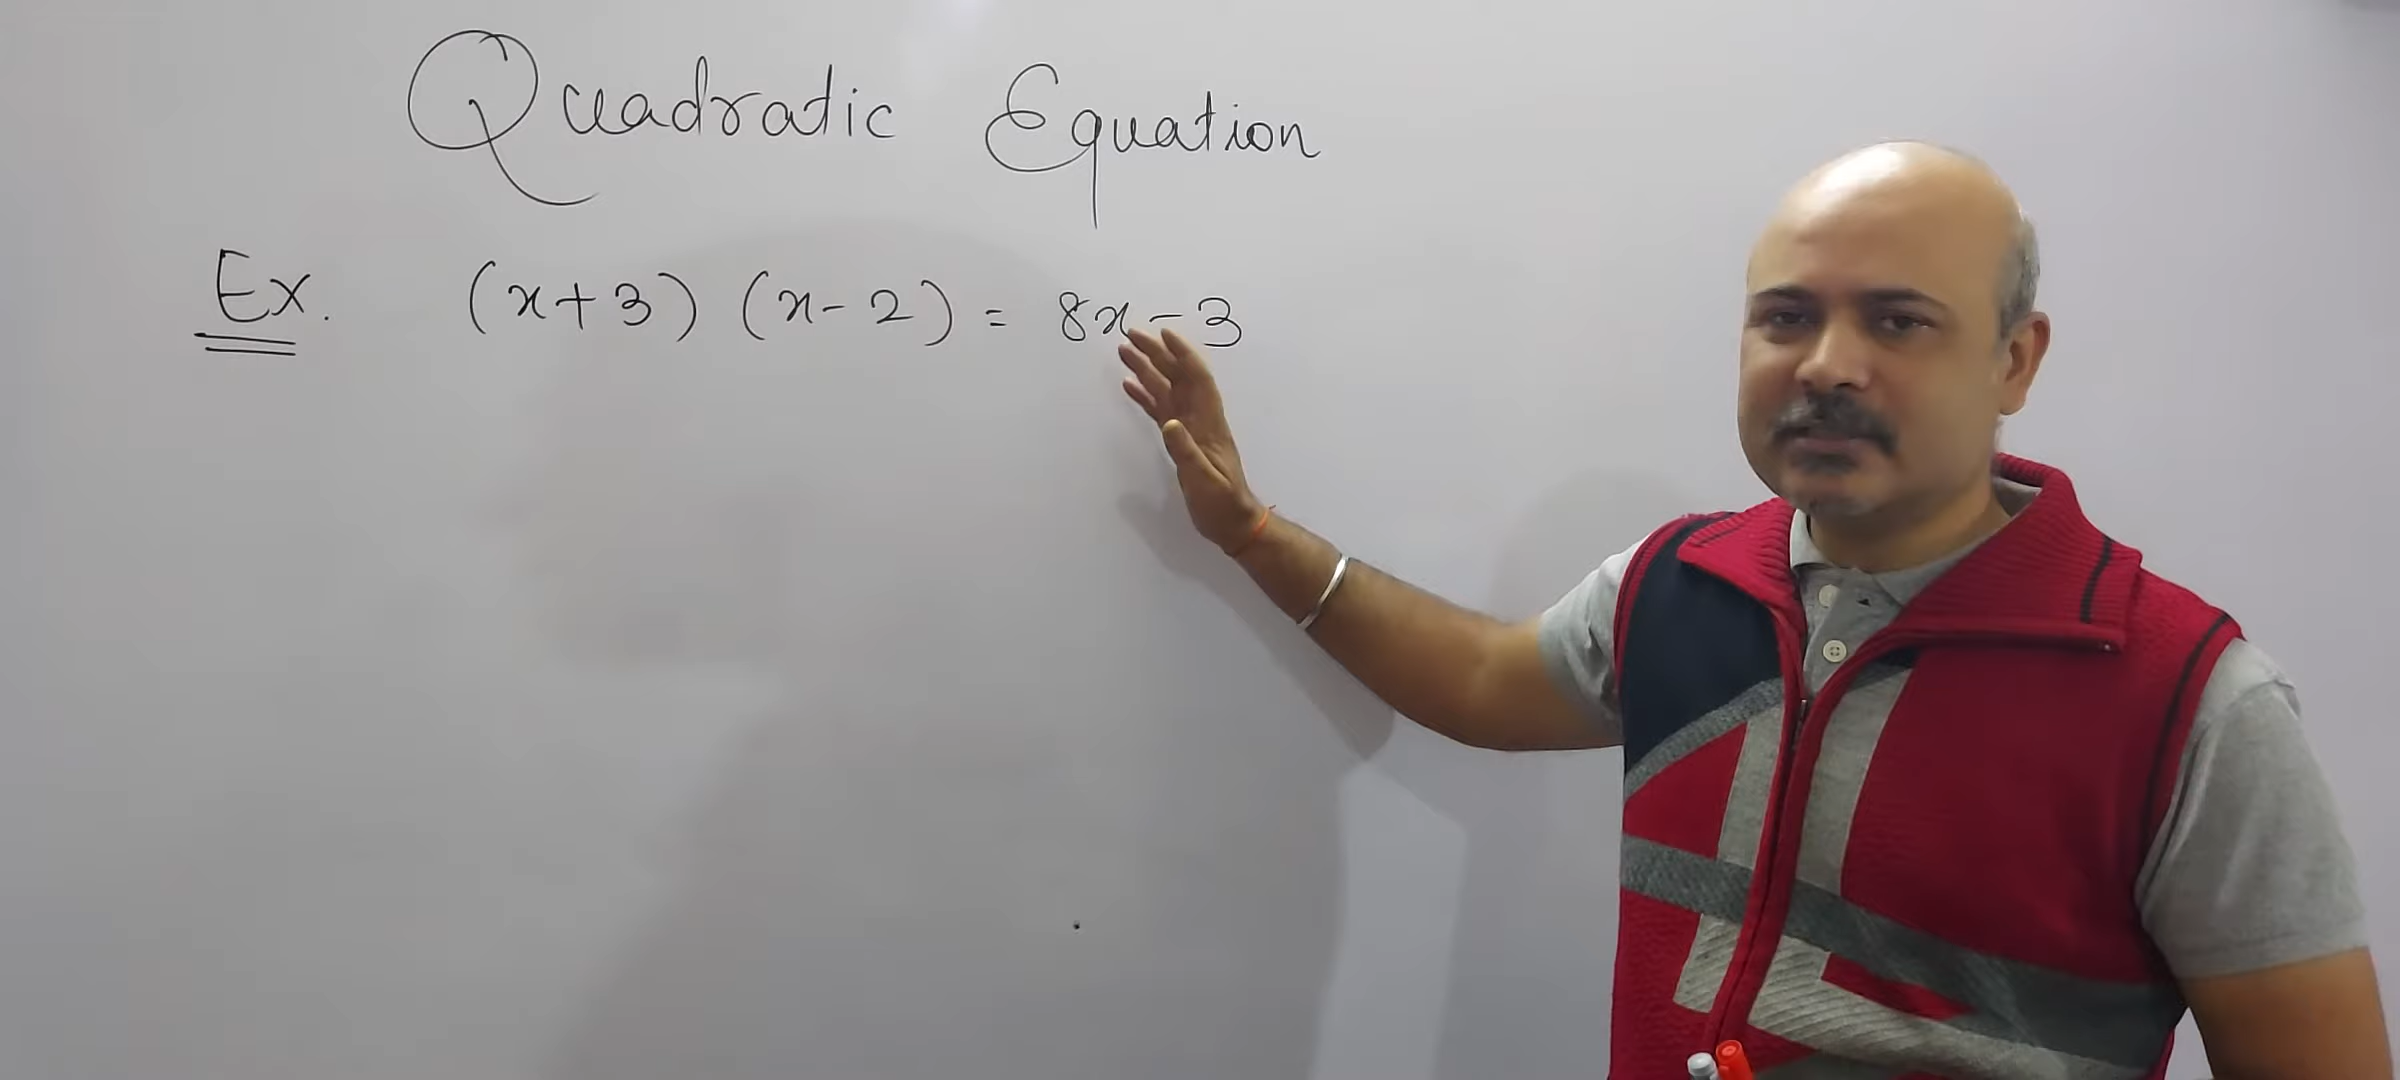 Quadratic Equation
Ex. (x+3) (x-2) = 8x-3